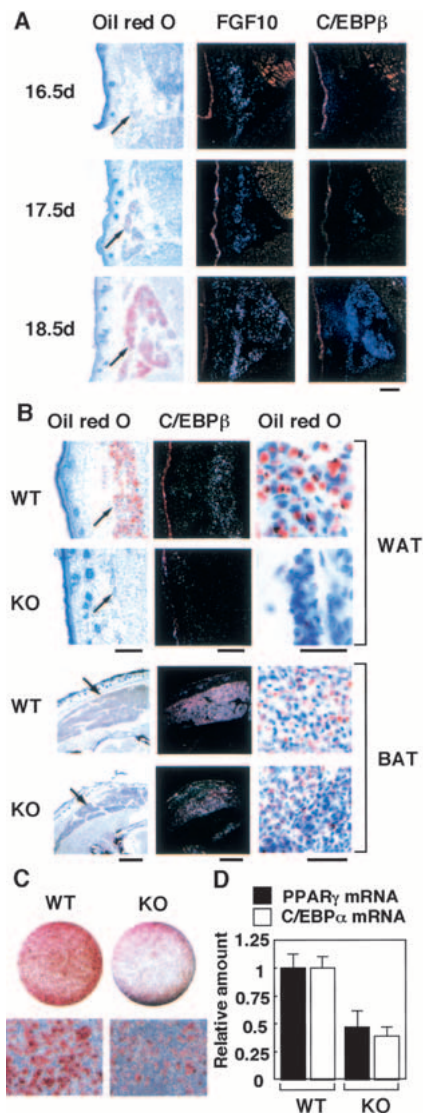 A
Oil red O FGF10 C/EBPβ
16.5d
17.5d
18.5d
B
Oil red O C/EBPβ Oil red O
WT
KO
WAT
WT
KO
BAT
C
WT KO
D
PPARγ mRNA
C/EBPα mRNA
Relative amount
1.25
1
0.75
0.5
0.25
0
WT KO